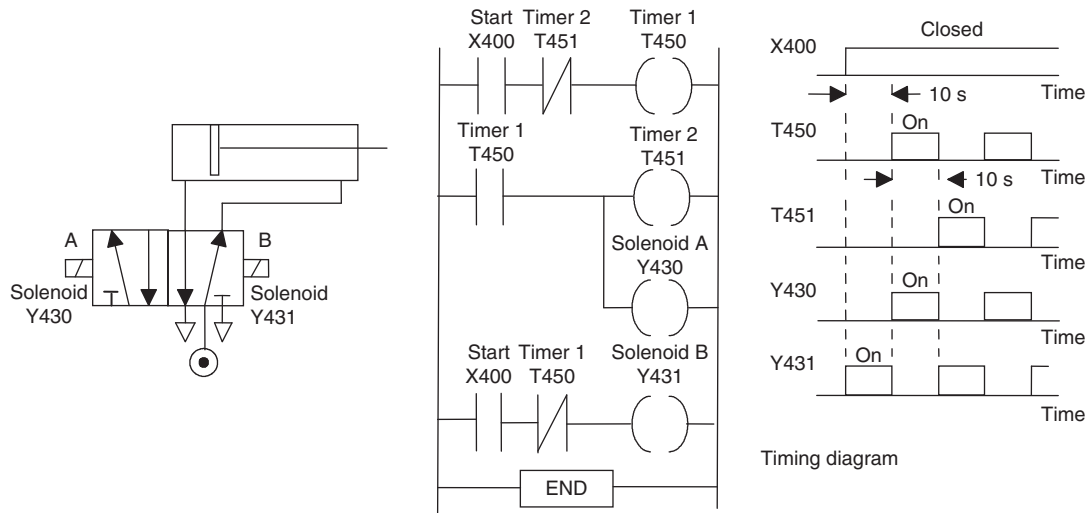 A
B
Solenoid
Y430
Solenoid
Y431
Start
X400
Timer 2
T451
Timer 1
T450
Timer 1
T450
Timer 2
T451
Solenoid A
Y430
Start
X400
Timer 1
T450
Solenoid B
Y431
END
X400
Closed
Time
10 s
T450
On
Time
10 s
T451
On
Time
Y430
On
Time
Y431
On
Time
Timing diagram